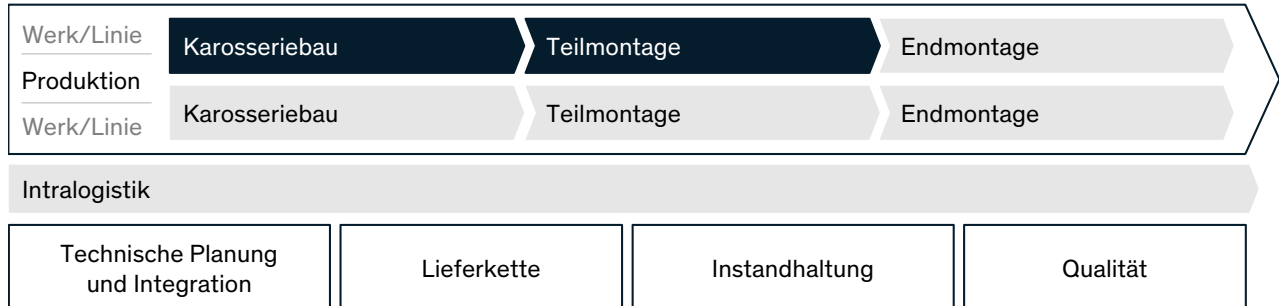 Werk/Linie
Karosseriebau
Teilmontage
Endmontage
Produktion
Karosseriebau
Teilmontage
Endmontage
Werk/Linie
Intralogistik
Technische Planung
und Integration
Lieferkette
Instandhaltung
Qualität